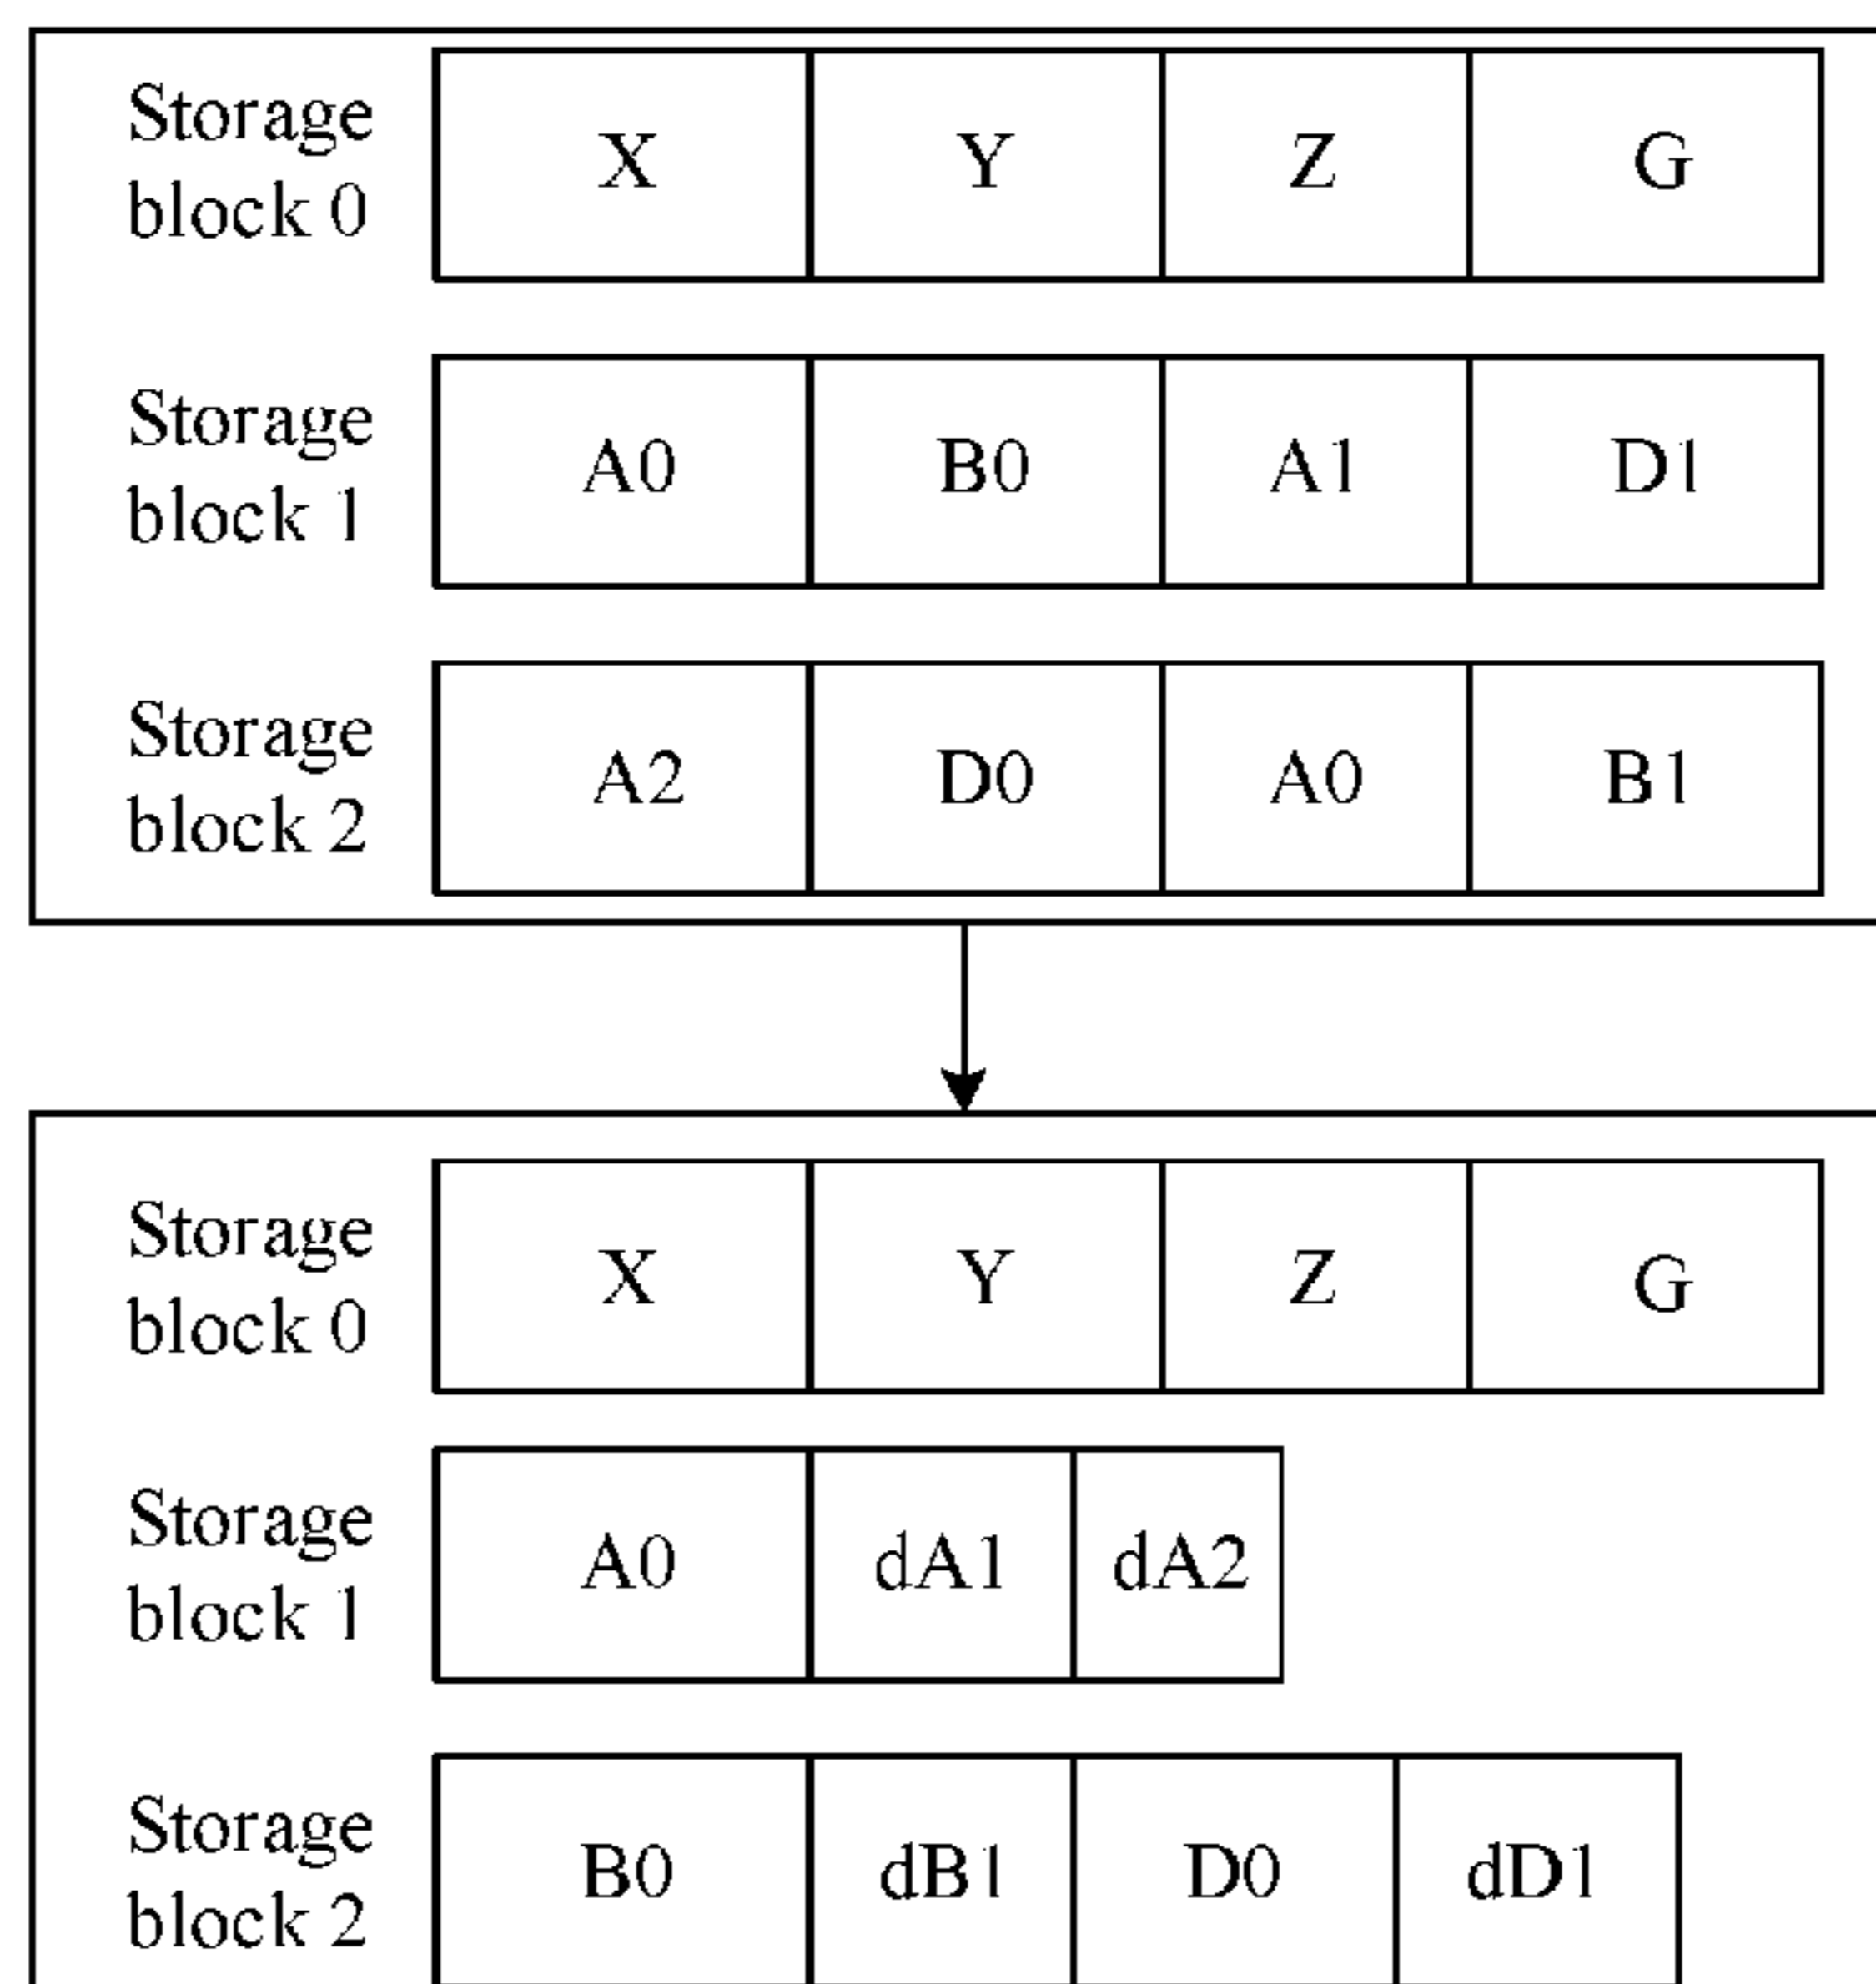 Storage
block 0
X Y Z G
Storage
block 1
A0 B0 A1 D1
Storage
block 2
A2 D0 A0 B1
Storage
block 0
X Y Z G
Storage
block 1
A0 dA1 dA2
Storage
block 2
B0 dB1 D0 dD1